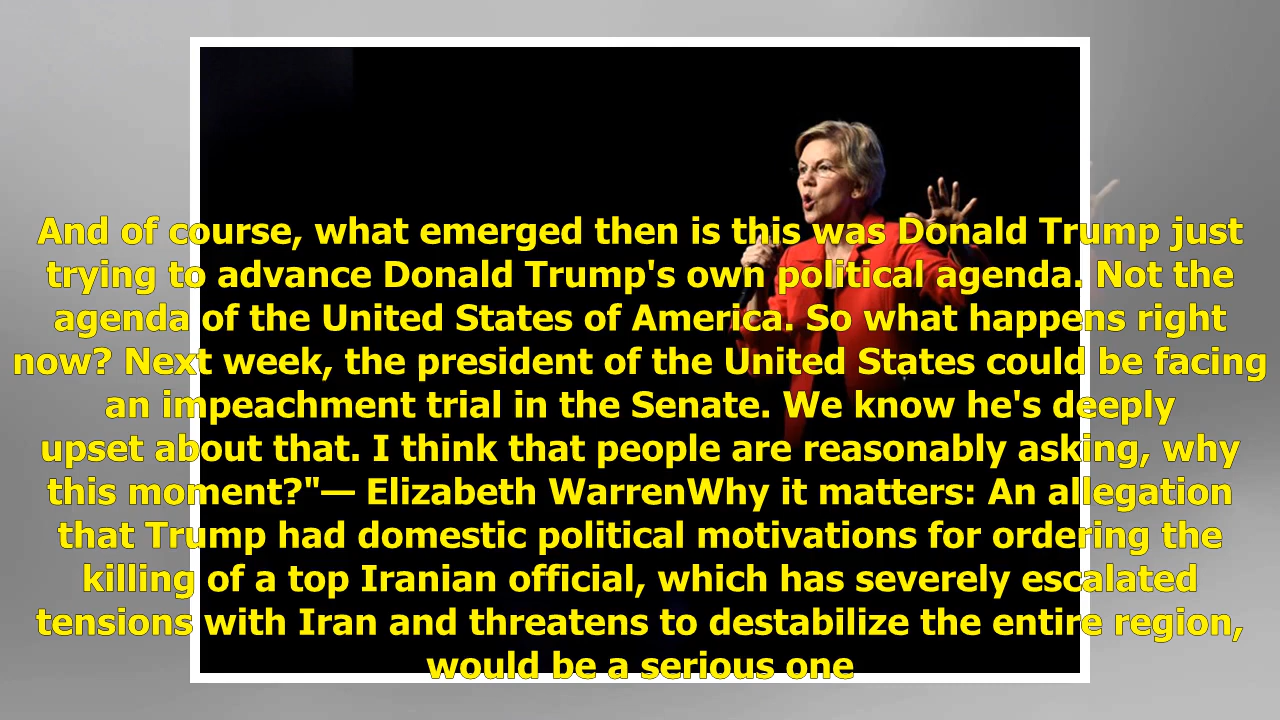 And of course, what emerged then is this was Donald Trump just
trying to advance Donald Trump's own political agenda. Not the
agenda of the United States of America. So what happens right
now? Next week, the president of the United States could be facing
an impeachment trial in the Senate. We know he's deeply
upset about that. I think that people are reasonably asking, why
this moment?"— Elizabeth WarrenWhy it matters: An allegation
that Trump had domestic political motivations for ordering the
killing of a top Iranian official, which has severely escalated
tensions with Iran and threatens to destabilize the entire region,
would be a serious one